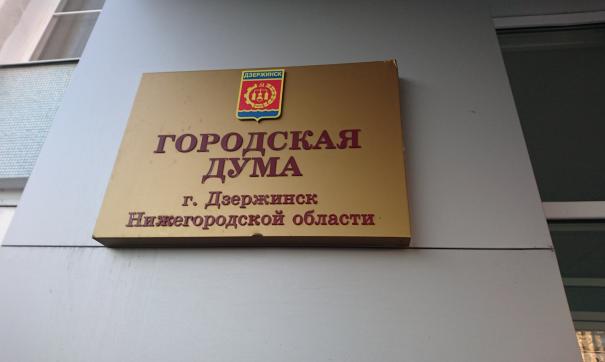 ДЗЕРЖИНСК
ГОРОДСКАЯ
ДУМА
г. Дзержинск
Нижегородской области